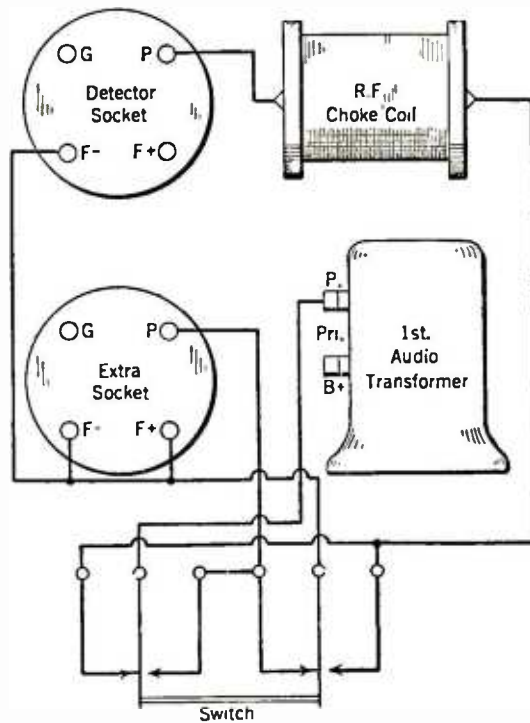 G
P
Detector
Socket
F-
F+
R.F.
Choke Coil
G
P
Extra
Socket
F-
F+
P.
Pri.
B+
1st.
Audio
Transformer
Switch